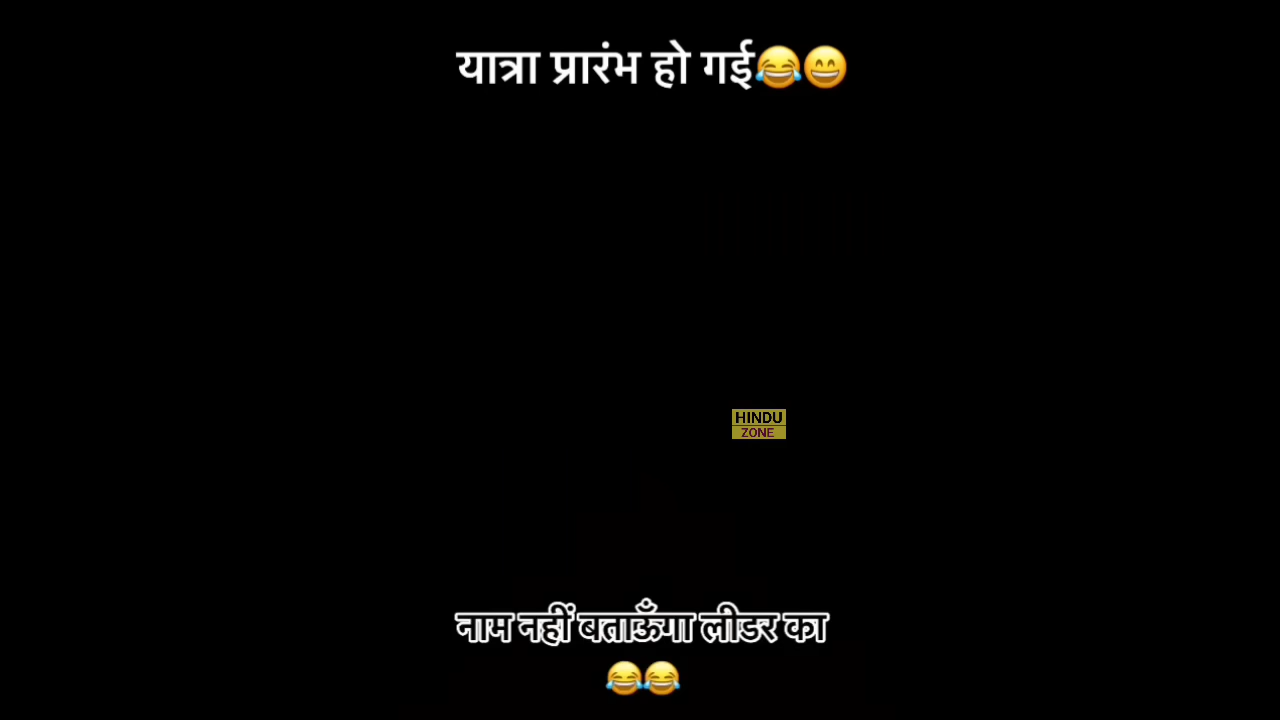 यात्रा प्रारंभ हो गई😂😄
HINDU
ZONE
नाम नहीं बताऊँगा लीडर का
😂😂